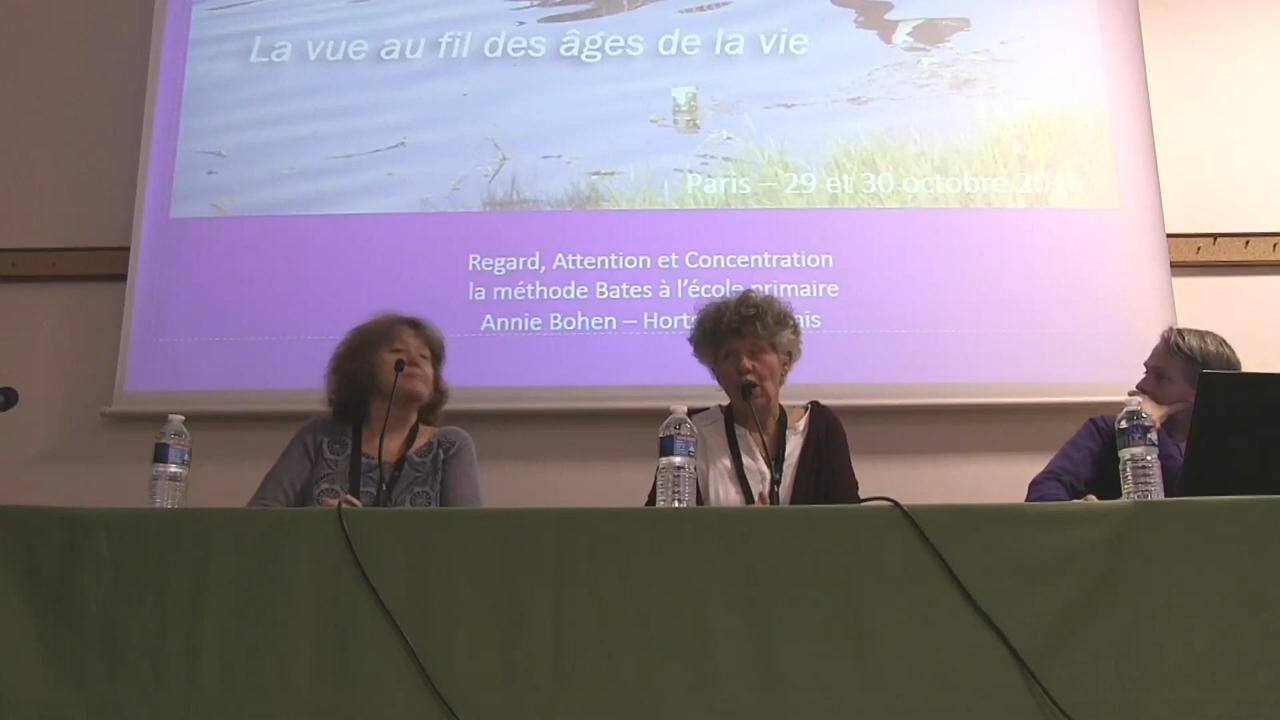 La vue au fil des âges de la vie
Paris – 29 et 30 octobre
Regard, Attention et Concentration
la méthode Bates à l'école primaire
Annie Bohen –